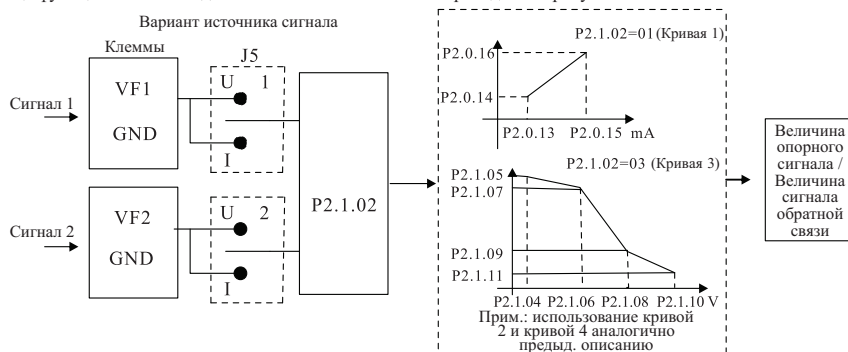 Вариант источника сигнала
Клеммы
J5
Сигнал 1
VF1
GND
U 1
I
Сигнал 2
VF2
GND
U 2
I
P2.1.02
P2.1.02=01 (Кривая 1)
P2.0.16
P2.0.14
P2.0.13 P2.0.15 mA
P2.1.02=03 (Кривая 3)
P2.1.05
P2.1.07
P2.1.09
P2.1.11
P2.1.04 P2.1.06 P2.1.08 P2.1.10 V
Прим.: использование кривой
2 и кривой 4 аналогично
предыд. описанию
Величина
опорного
сигнала /
Величина
сигнала
обратной
связи